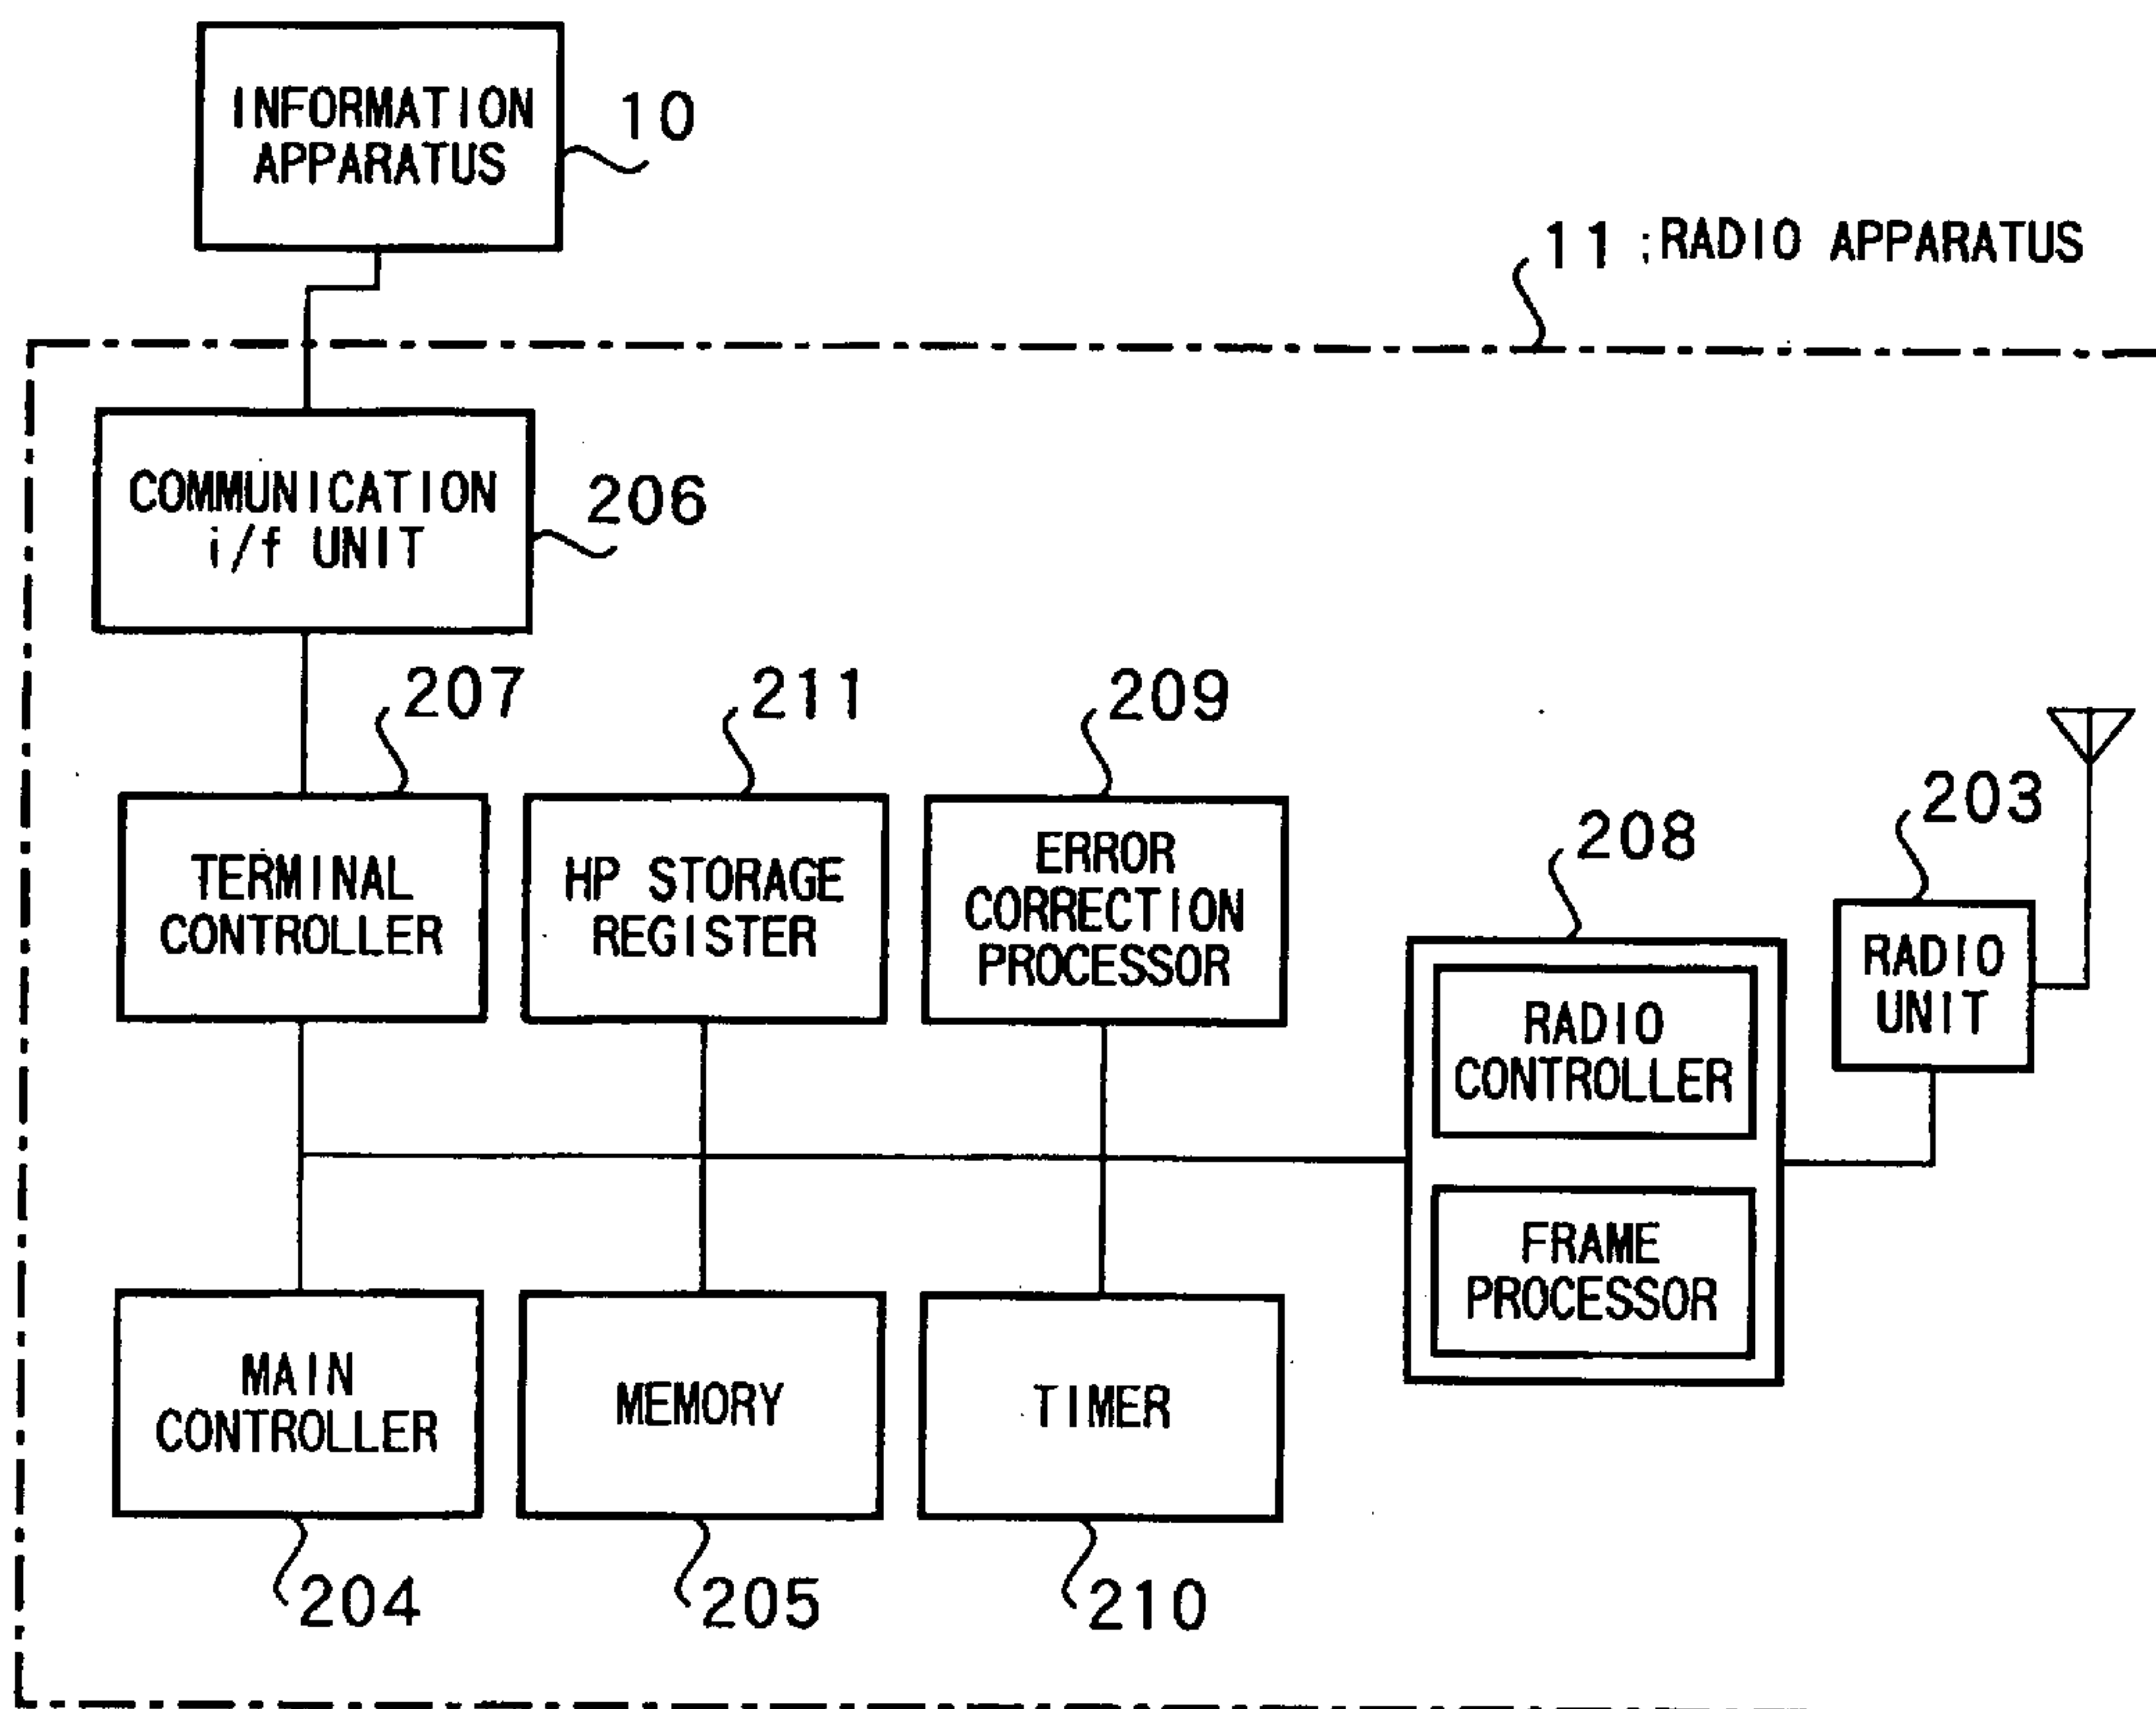 INFORMATION
APPARATUS
10
11 ;RADIO APPARATUS
COMMUNICATION
i/f UNIT
206
207
211
209
TERMINAL
CONTROLLER
HP STORAGE
REGISTER
ERROR
CORRECTION
PROCESSOR
208
203
RADIO
CONTROLLER
RADIO
UNIT
FRAME
PROCESSOR
MAIN
CONTROLLER
MEMORY
TIMER
204
205
210